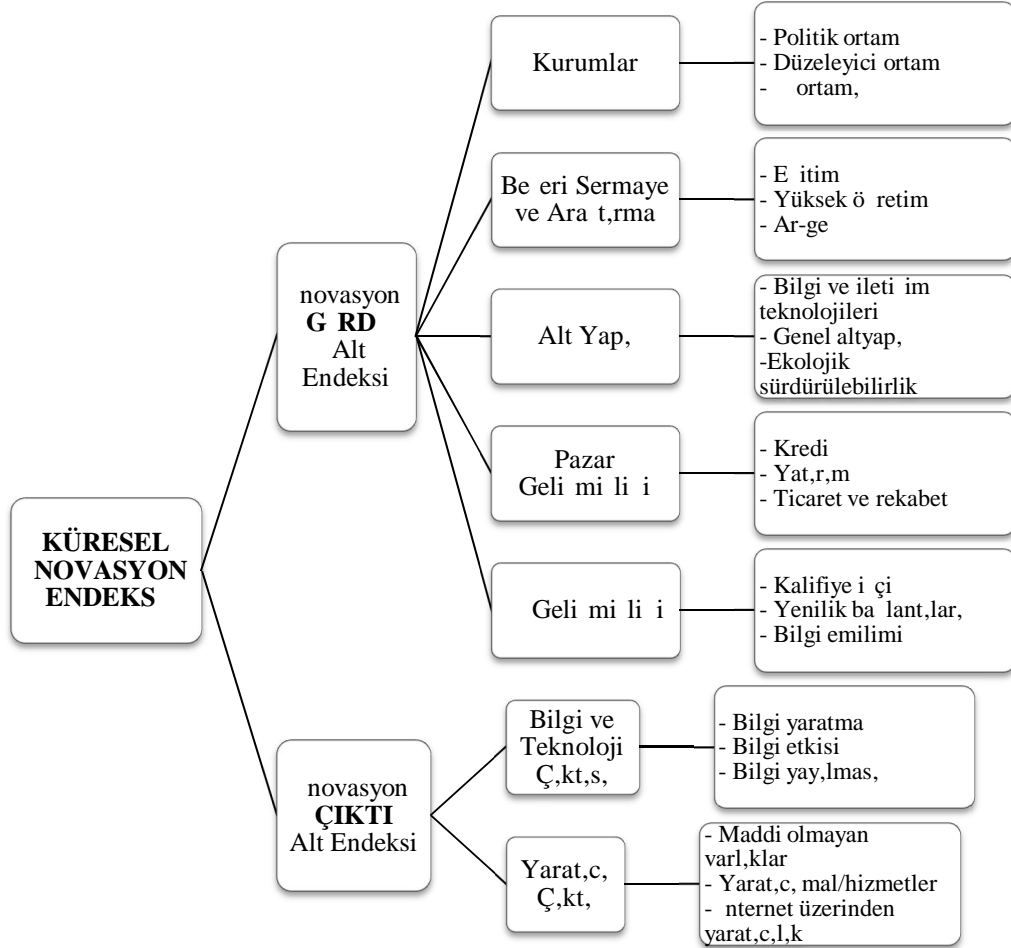 KÜRESEL
NOVASYON
ENDEKS
novasyon
G RD
Alt
Endeksi
Kurumlar
- Politik ortam
- Düzeleyici ortam
- ortam,
Be eri Sermaye
ve Ara t,rma
- E itim
- Yüksek ö retim
- Ar-ge
Alt Yap,
- Bilgi ve ileti im
teknolojileri
- Genel altyap,
-Ekolojik
sürdürülebilirlik
Pazar
Geli mi li i
- Kredi
- Yat,r,m
- Ticaret ve rekabet
Geli mi li i
- Kalifiye i çi
- Yenilik ba lant,lar,
- Bilgi emilimi
novasyon
ÇIKTI
Alt Endeksi
Bilgi ve
Teknoloji
Ç,kt,s,
- Bilgi yaratma
- Bilgi etkisi
- Bilgi yay,lmas,
Yarat,c,
Ç,kt,
- Maddi olmayan
varl,klar
- Yarat,c, mal/hizmetler
- nternet üzerinden
yarat,c,l,k